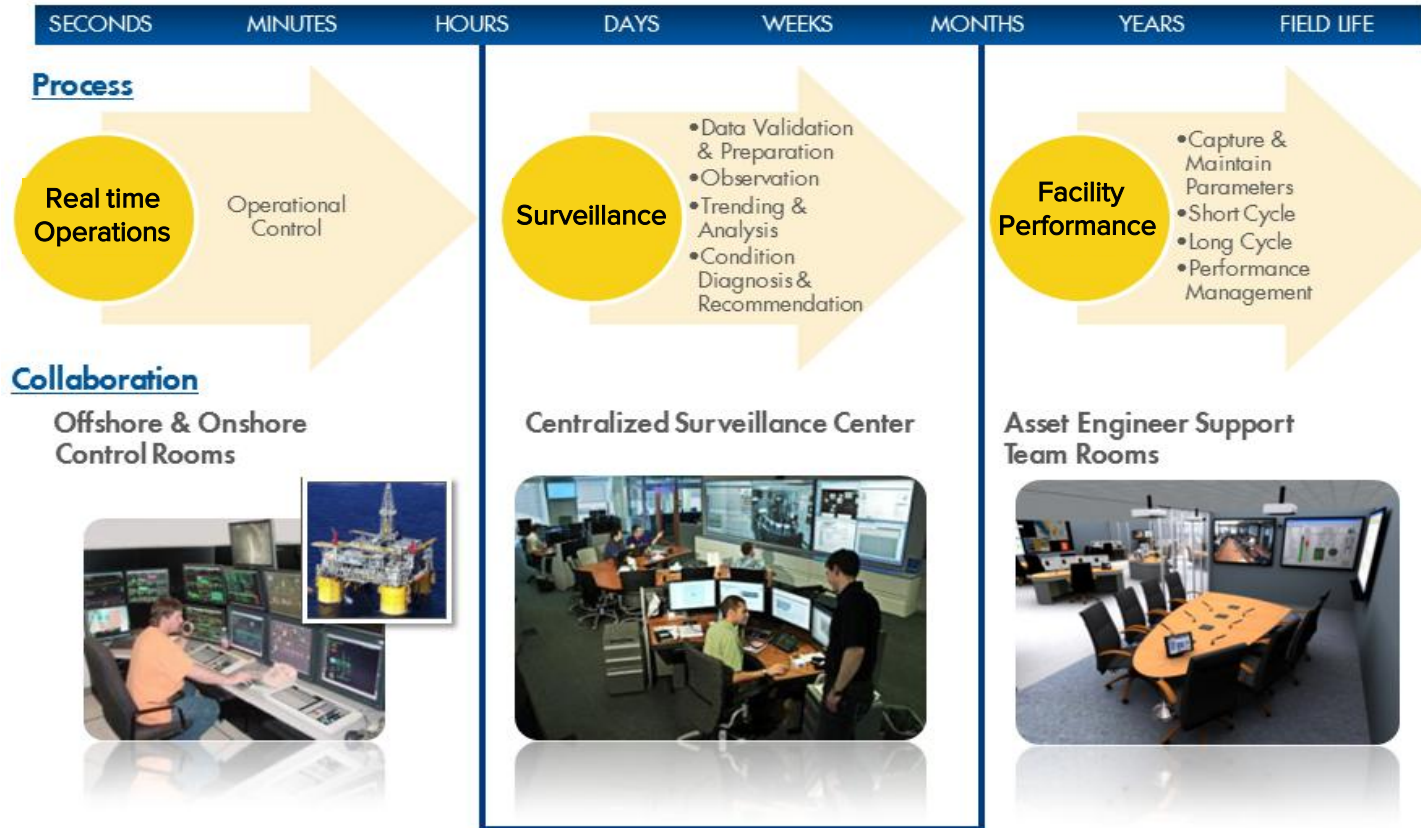 SECONDS MINUTES HOURS DAYS WEEKS MONTHS YEARS FIELD LIFE
Process
Real time
Operations
Operational
Control
Surveillance
•Data Validation
& Preparation
•Observation
•Trending &
Analysis
•Condition
Diagnosis &
Recommendation
Facility
Performance
•Capture &
Maintain
Parameters
•Short Cycle
•Long Cycle
•Performance
Management
Collaboration
Offshore & Onshore
Control Rooms
Centralized Surveillance Center
Asset Engineer Support
Team Rooms